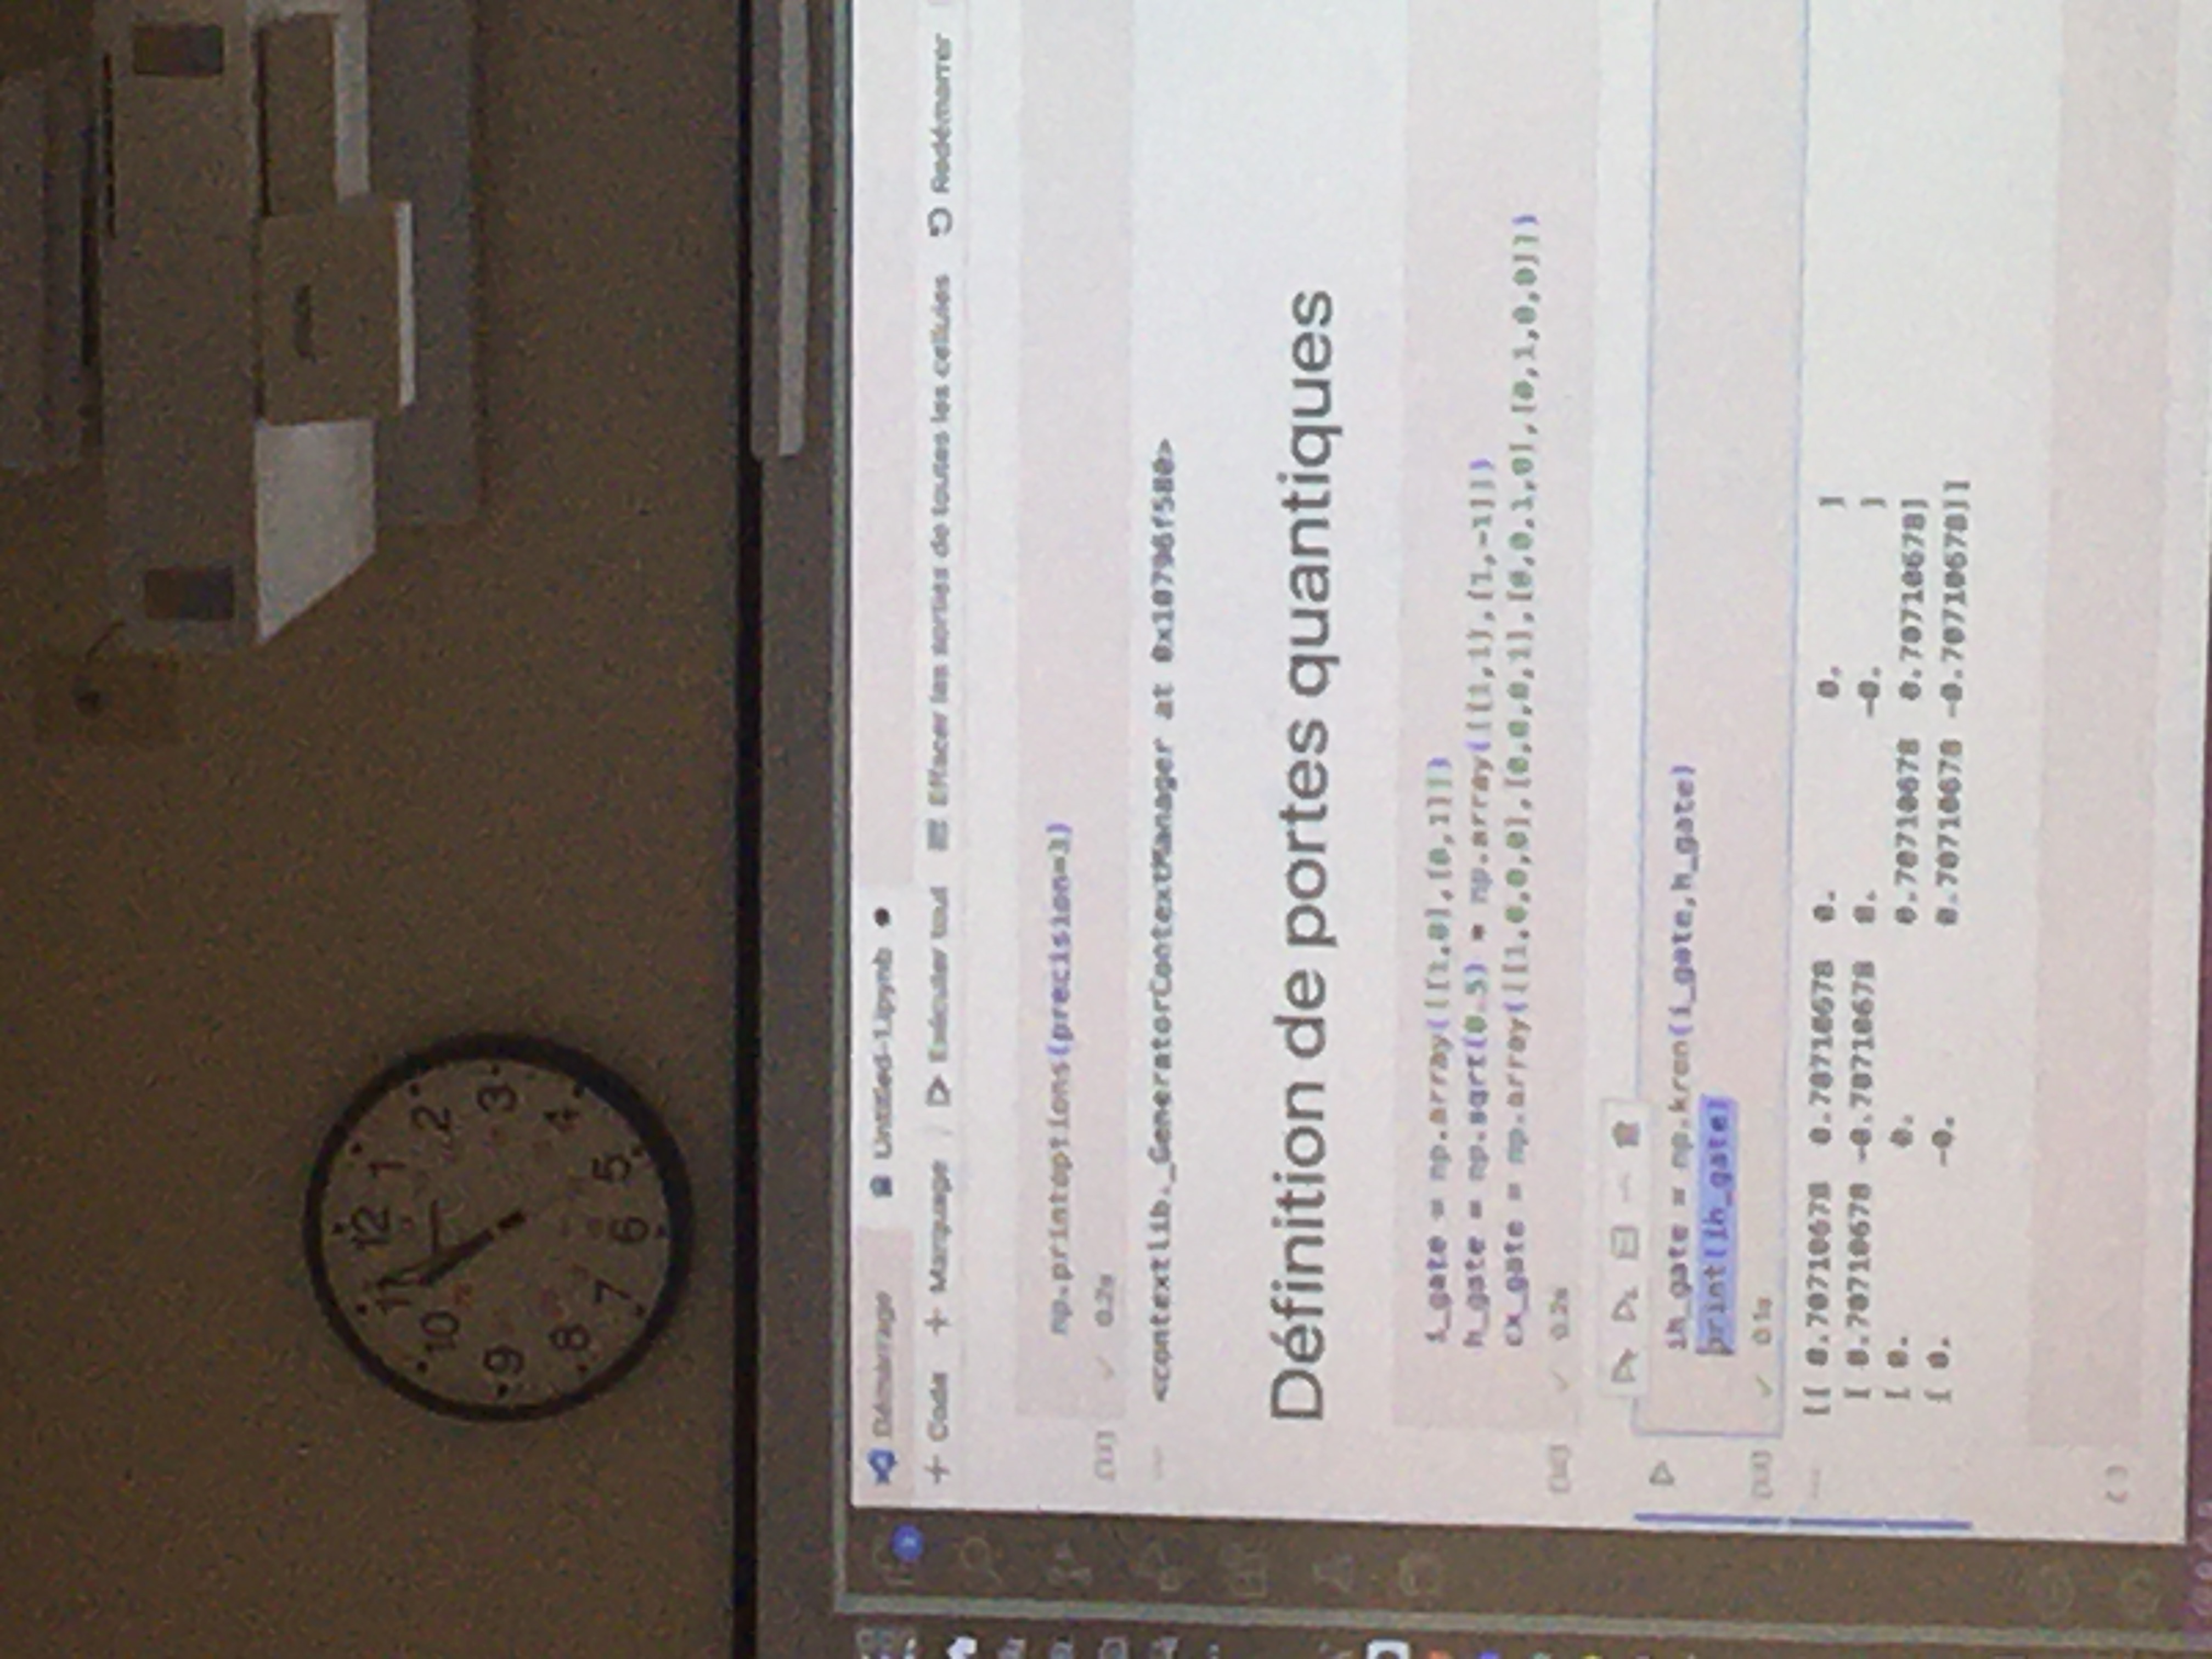 12
11
1
10
2
9
3
8
4
7
5
6
EPSON
Démarrage
Untitled-1.ipynb
+ Code + Marquage Exécuter tout Effacer les sorties de toutes les cellules Redémarrer
np.printoptions(precision=3)
0.2s
<contextlib._GeneratorContextManager at 0x10796f580>
Définition de portes quantiques
i_gate = np.array([[1,0],[0,1]])
h_gate = np.sqrt(0.5) * np.array([[1,1],[1,-1]])
cx_gate = np.array([[1,0,0,0],[0,0,0,1],[0,0,1,0],[0,1,0,0]])
0.2s
ih_gate = np.kron(i_gate,h_gate)
print(ih_gate)
0.1s
[[ 0.70710678 0.70710678 0. 0. ]
[ 0.70710678 -0.70710678 0. -0. ]
[ 0. 0. 0.70710678 0.70710678]
[ 0. -0. 0.70710678 -0.70710678]]
[ ]